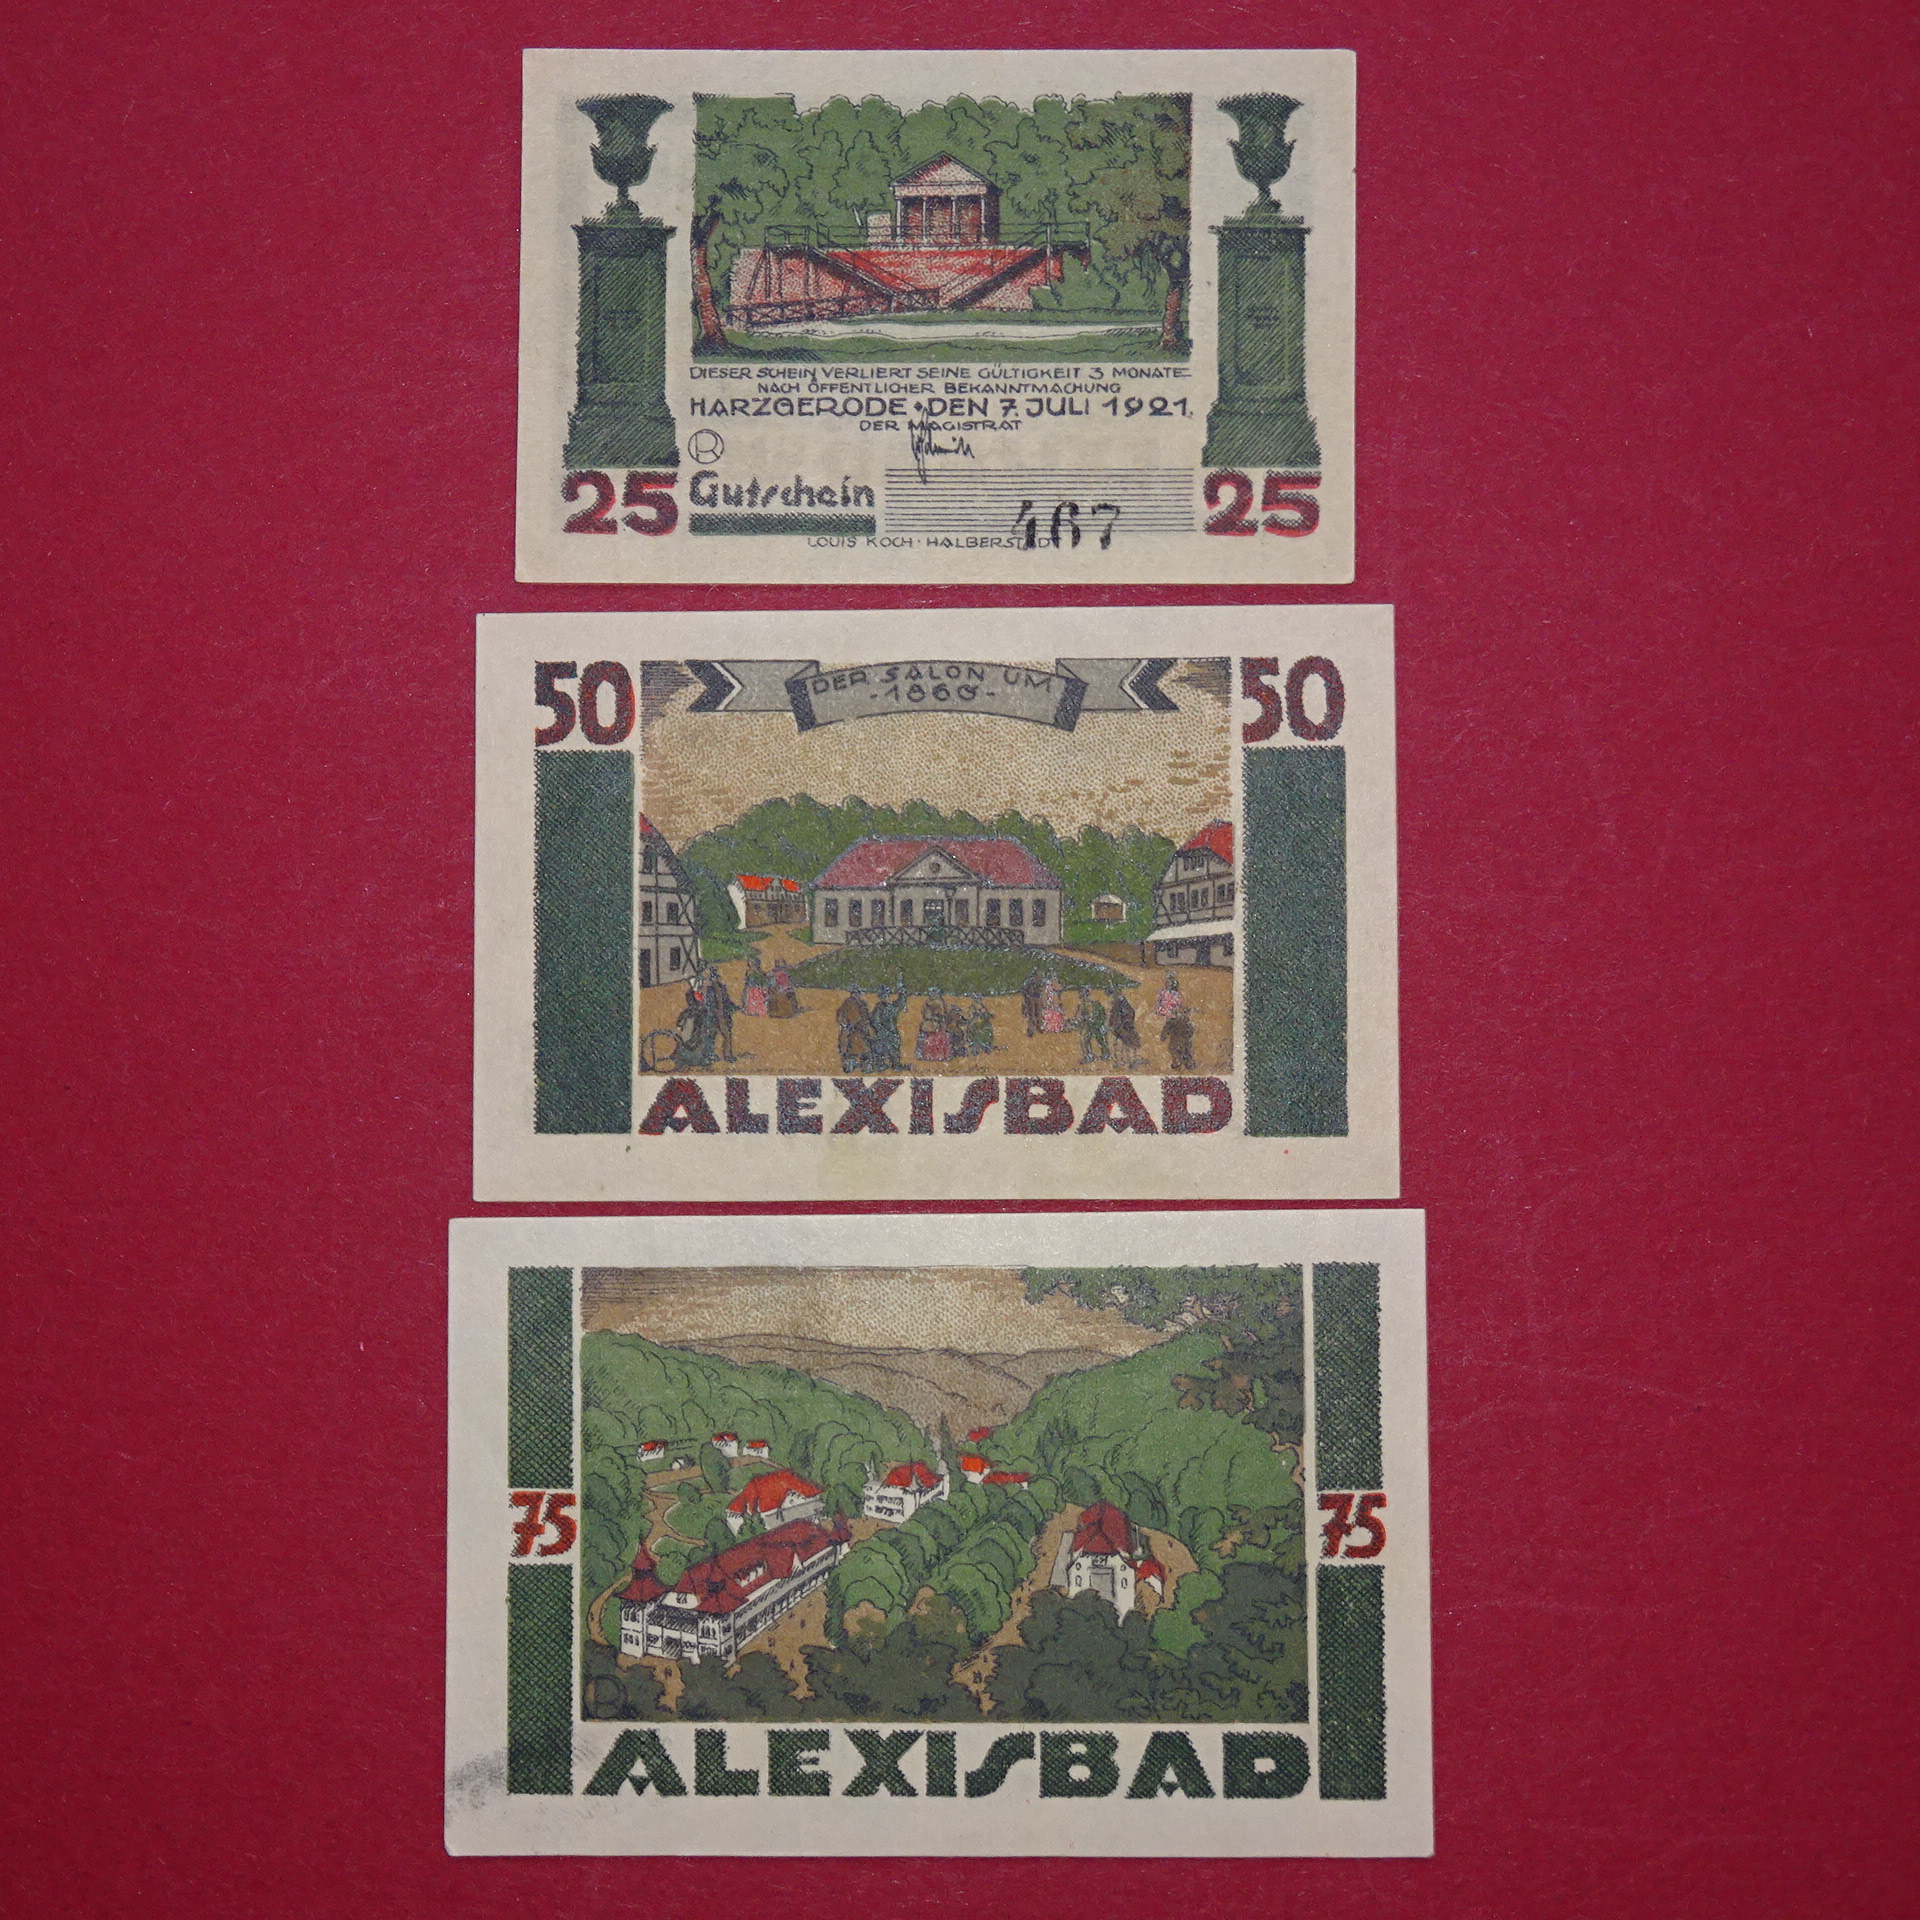 DIESER SCHEIN VERLIERT SEINE GÜLTIGKEIT 3 MONATE
NACH ÖFFENTLICHER BEKANNTMACHUNG
HARZGERODE · DEN 7. JULI 1921.
DER MAGISTRAT
R
25 Gutschein 467 25
LOUIS KOCH · HALBERSTADT
50 DER SALON UM 50
-1860-
R
ALEXISBAD
75 75
R
ALEXISBAD